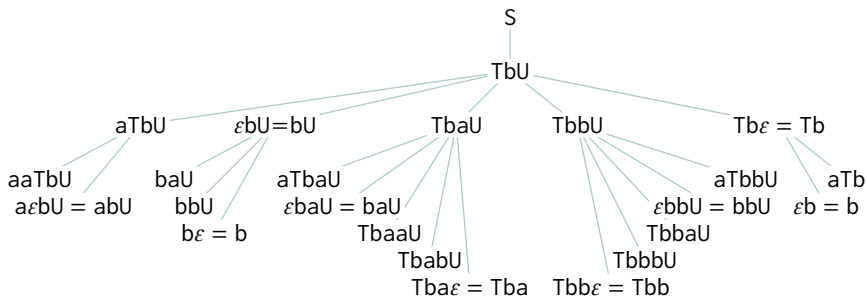 S
TbU
aTbU εbU=bU TbaU TbbU Tbε = Tb
aaTbU baU aTbaU aTbbU aTb
aεbU = abU bbU εbaU = baU εbbU = bbU εb = b
bε = b TbaaU TbbaU
TbabU TbbbU
Tbaε = Tba Tbbε = Tbb